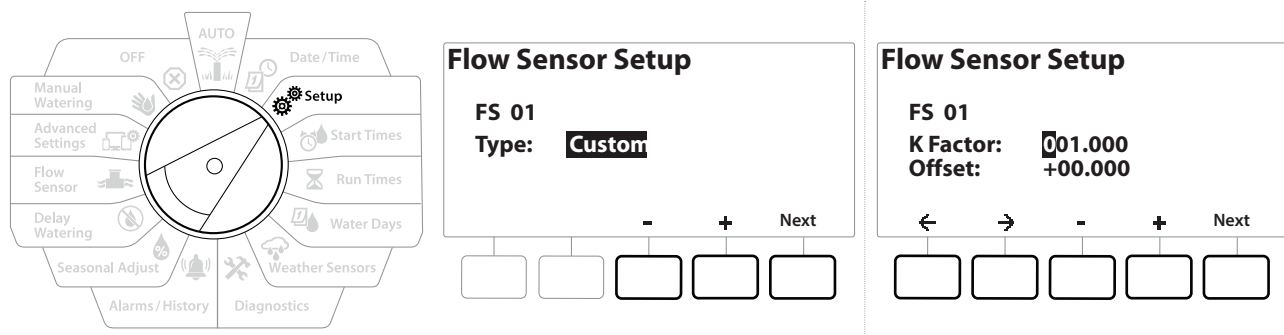 AUTO
OFF
Date/Time
Manual
Watering
Setup
Advanced
Settings
Start Times
Flow
Sensor
Run Times
Delay
Watering
Water Days
Seasonal Adjust
Weather Sensors
Alarms/History
Diagnostics
Flow Sensor Setup
FS 01
Type: Custom
- + Next
Flow Sensor Setup
FS 01
K Factor: 001.000
Offset: +00.000
← → - + Next